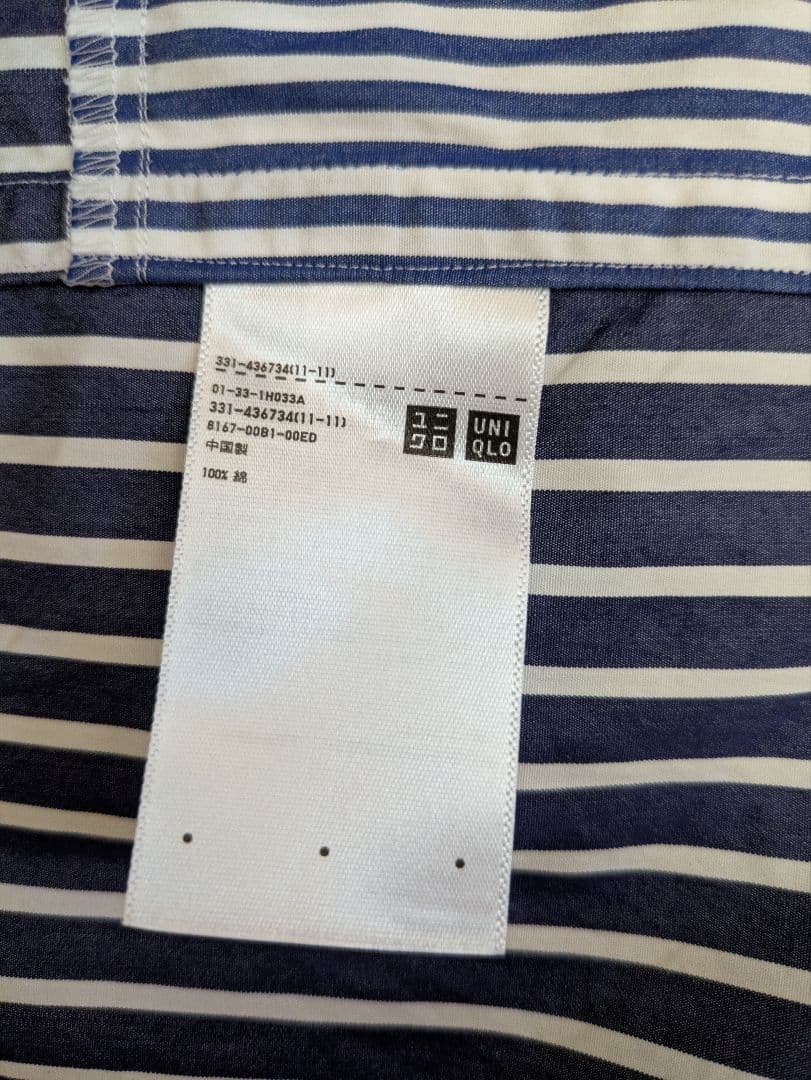 331-436734(11-11)
01-33-1H033A
331-436734(11-11)
8167-00B1-00ED
中国製
100% 綿
ユニ
クロ
UNI
QLO